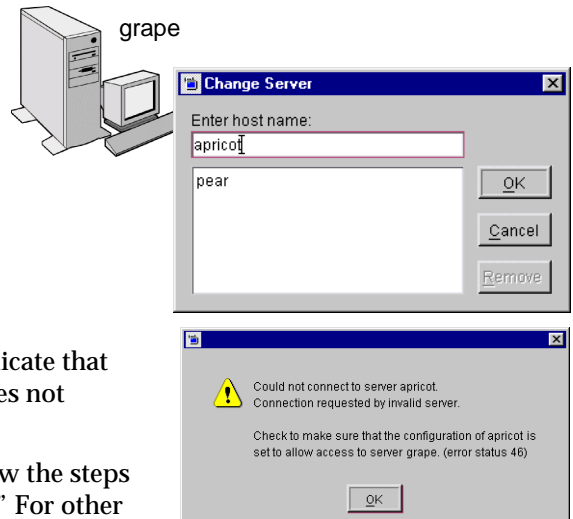 grape
Change Server
Enter host name:
apricot
pear
OK
Cancel
Remove
icate that
es not
w the steps
” For other
Could not connect to server apricot.
Connection requested by invalid server.
Check to make sure that the configuration of apricot is
set to allow access to server grape. (error status 46)
OK